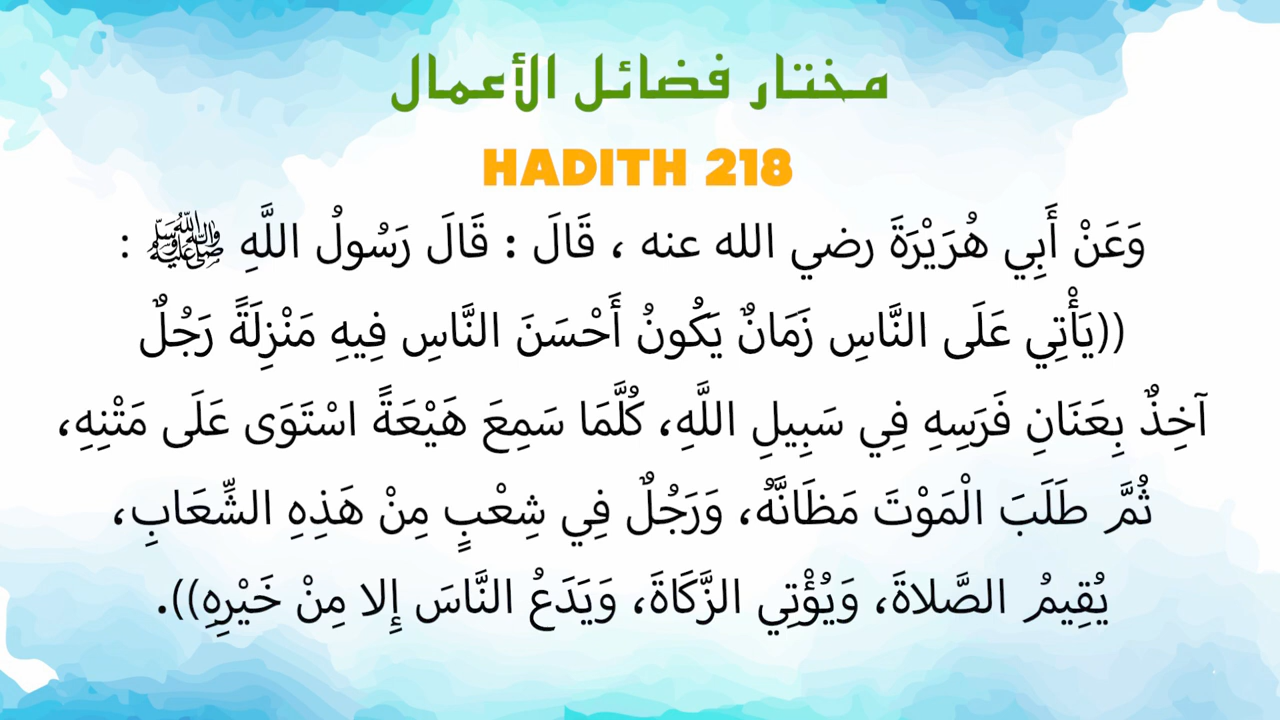 مختار فضائل الأعمال
HADITH 218
وَعَنْ أَبِي هُرَيْرَةَ رضي الله عنه ، قَالَ : قَالَ رَسُولُ اللَّهِ ﷺ :
((يَأْتِي عَلَى النَّاسِ زَمَانٌ يَكُونُ أَحْسَنَ النَّاسِ فِيهِ مَنْزِلَةً رَجُلٌ
آخِذٌ بِعَنَانِ فَرَسِهِ فِي سَبِيلِ اللَّهِ، كُلَّمَا سَمِعَ هَيْعَةً اسْتَوَى عَلَى مَتْنِهِ،
ثُمَّ طَلَبَ الْمَوْتَ مَظَانَّهُ، وَرَجُلٌ فِي شِعْبٍ مِنْ هَذِهِ الشِّعَابِ،
يُقِيمُ الصَّلاةَ، وَيُؤْتِي الزَّكَاةَ، وَيَدَعُ النَّاسَ إِلا مِنْ خَيْرِهِ)).